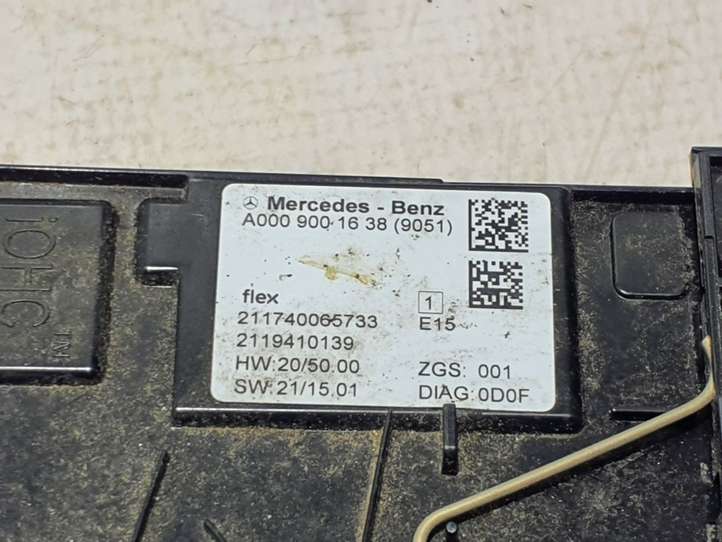 Mercedes - Benz
A000 900 16 38 (9051)
flex
1
211740065733
E15
2119410139
HW:20/50.00
ZGS: 001
SW:21/15.01
DIAG:0D0F